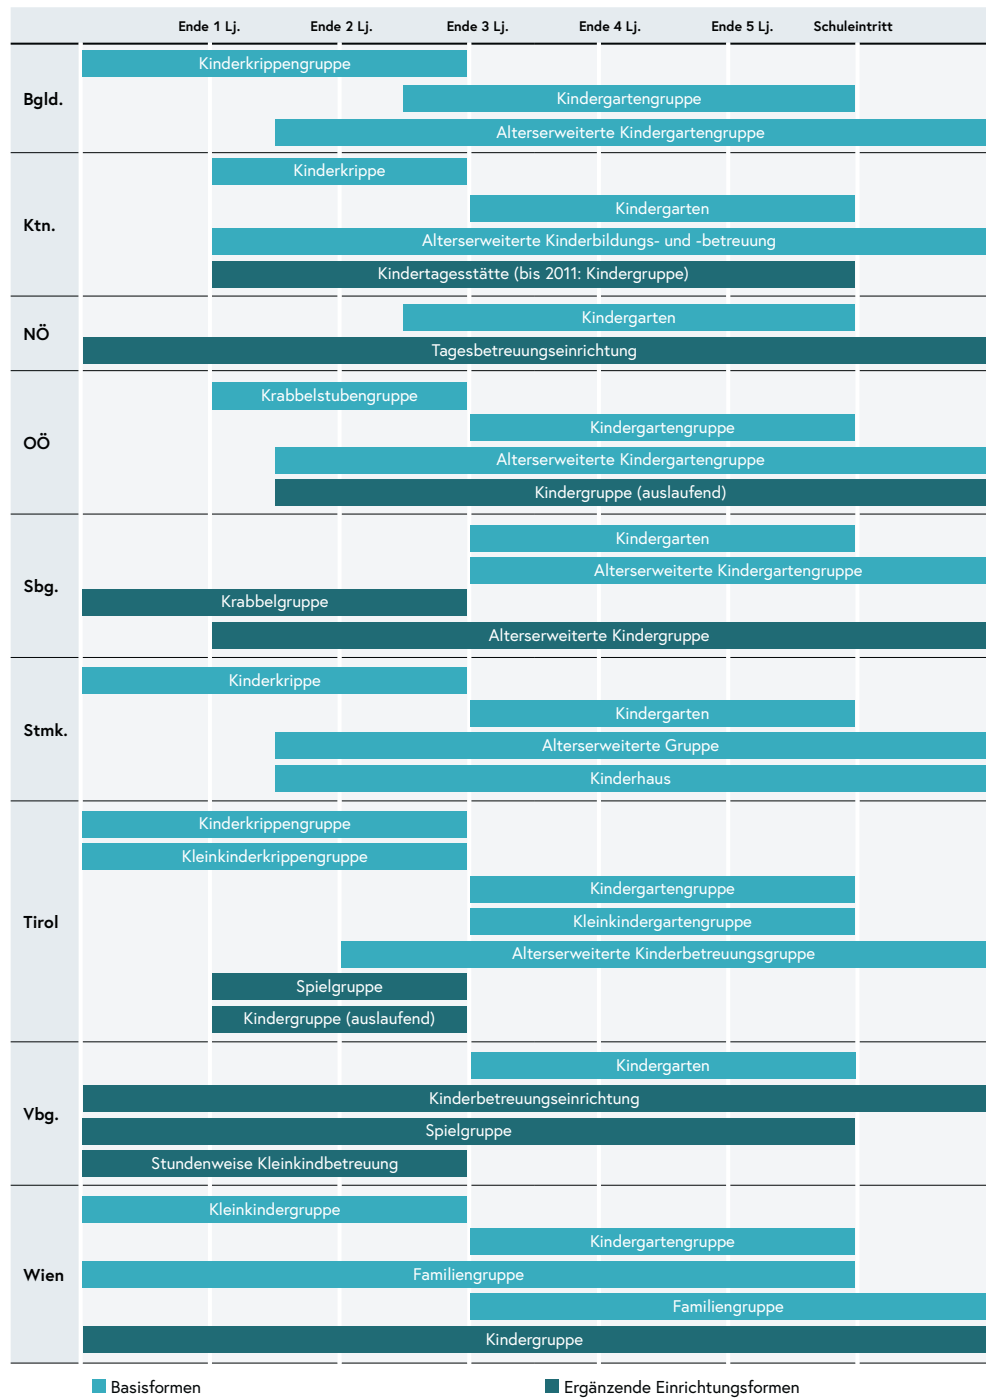 Ende 1 Lj. Ende 2 Lj. Ende 3 Lj. Ende 4 Lj. Ende 5 Lj. Schuleintritt
Bgld.
Kinderkrippengruppe
Kindergartengruppe
Alterserweiterte Kindergartengruppe
Ktn.
Kinderkrippe
Kindergarten
Alterserweiterte Kinderbildungs- und -betreuung
Kindertagesstätte (bis 2011: Kindergruppe)
NÖ
Kindergarten
Tagesbetreuungseinrichtung
OÖ
Krabbelstubengruppe
Kindergartengruppe
Alterserweiterte Kindergartengruppe
Kindergruppe (auslaufend)
Sbg.
Kindergarten
Alterserweiterte Kindergartengruppe
Krabbelgruppe
Alterserweiterte Kindergruppe
Stmk.
Kinderkrippe
Kindergarten
Alterserweiterte Gruppe
Kinderhaus
Tirol
Kinderkrippengruppe
Kleinkinderkrippengruppe
Kindergartengruppe
Kleinkindergartengruppe
Alterserweiterte Kinderbetreuungsgruppe
Spielgruppe
Kindergruppe (auslaufend)
Vbg.
Kindergarten
Kinderbetreuungseinrichtung
Spielgruppe
Stundenweise Kleinkindbetreuung
Wien
Kleinkindergruppe
Kindergartengruppe
Familiengruppe
Familiengruppe
Kindergruppe
Basisformen
Ergänzende Einrichtungsformen